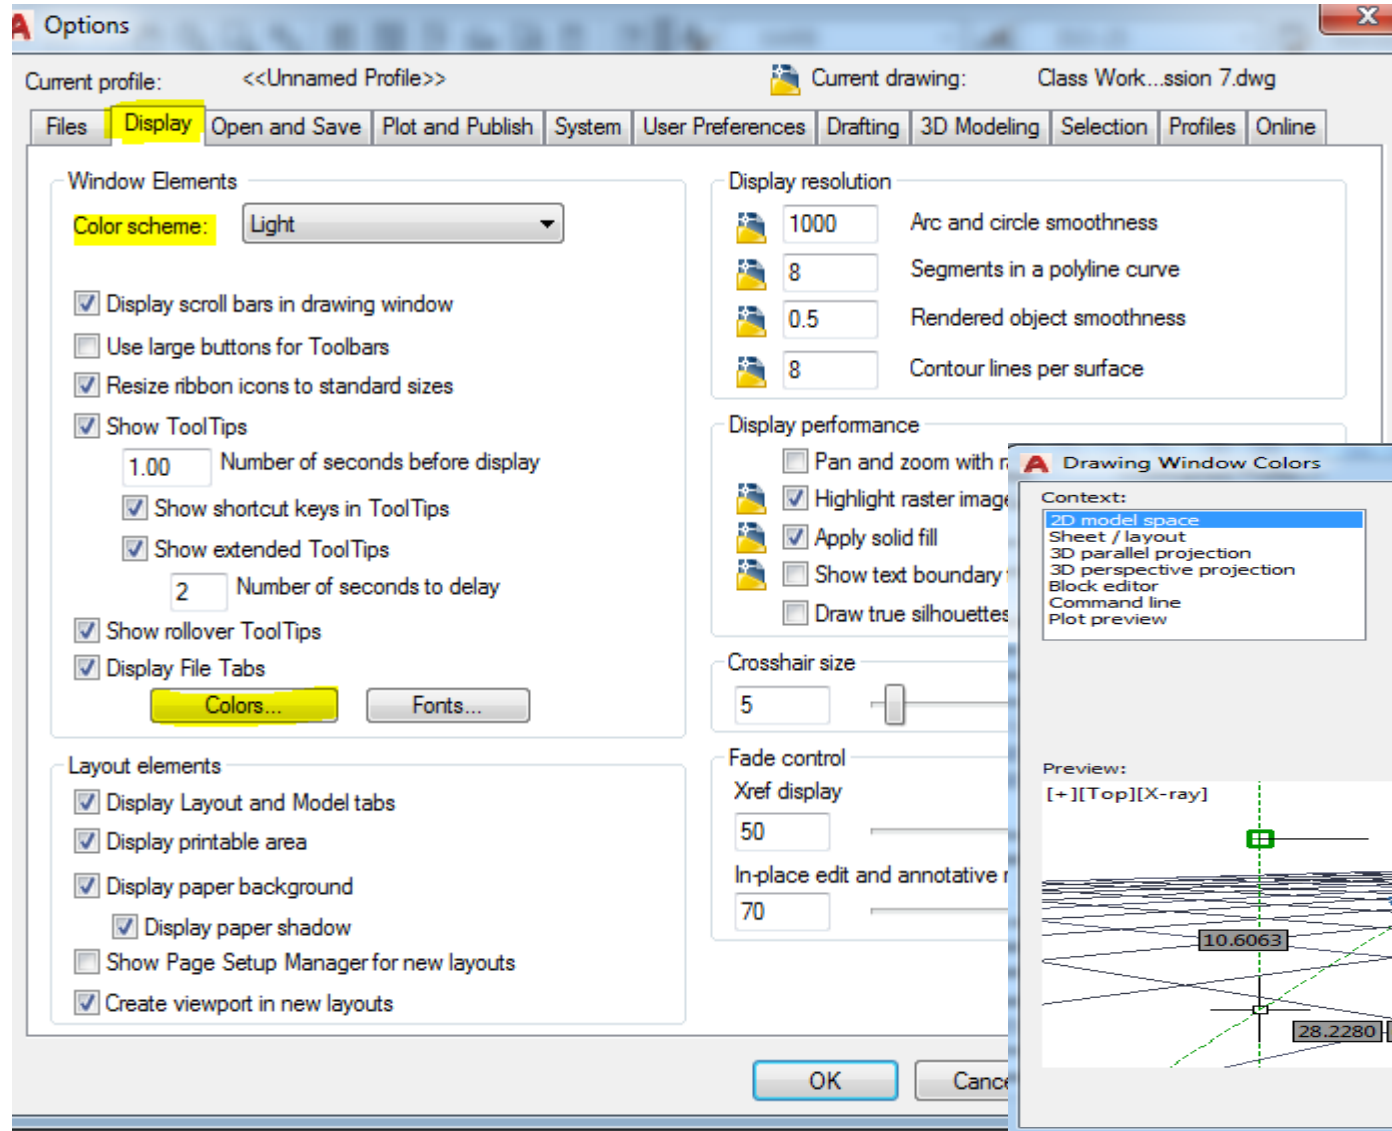 Options
Current profile: <<Unnamed Profile>> Current drawing: Class Work...ssion 7.dwg
Files Display Open and Save Plot and Publish System User Preferences Drafting 3D Modeling Selection Profiles Online
Window Elements
Color scheme: Light
Display scroll bars in drawing window
Use large buttons for Toolbars
Resize ribbon icons to standard sizes
Show ToolTips
1.00 Number of seconds before display
Show shortcut keys in ToolTips
Show extended ToolTips
2 Number of seconds to delay
Show rollover ToolTips
Display File Tabs
Colors... Fonts...
Layout elements
Display Layout and Model tabs
Display printable area
Display paper background
Display paper shadow
Show Page Setup Manager for new layouts
Create viewport in new layouts
Display resolution
1000 Arc and circle smoothness
8 Segments in a polyline curve
0.5 Rendered object smoothness
8 Contour lines per surface
Display performance
Pan and zoom with
Highlight raster image
Apply solid fill
Show text boundary
Draw true silhouettes
Crosshair size
5
Fade control
Xref display
50
In-place edit and annotative
70
OK Cance
Drawing Window Colors
Context:
2D model space
Sheet / layout
3D parallel projection
3D perspective projection
Block editor
Command line
Plot preview
Preview:
[+][Top][X-ray]
10.6063
28.2280